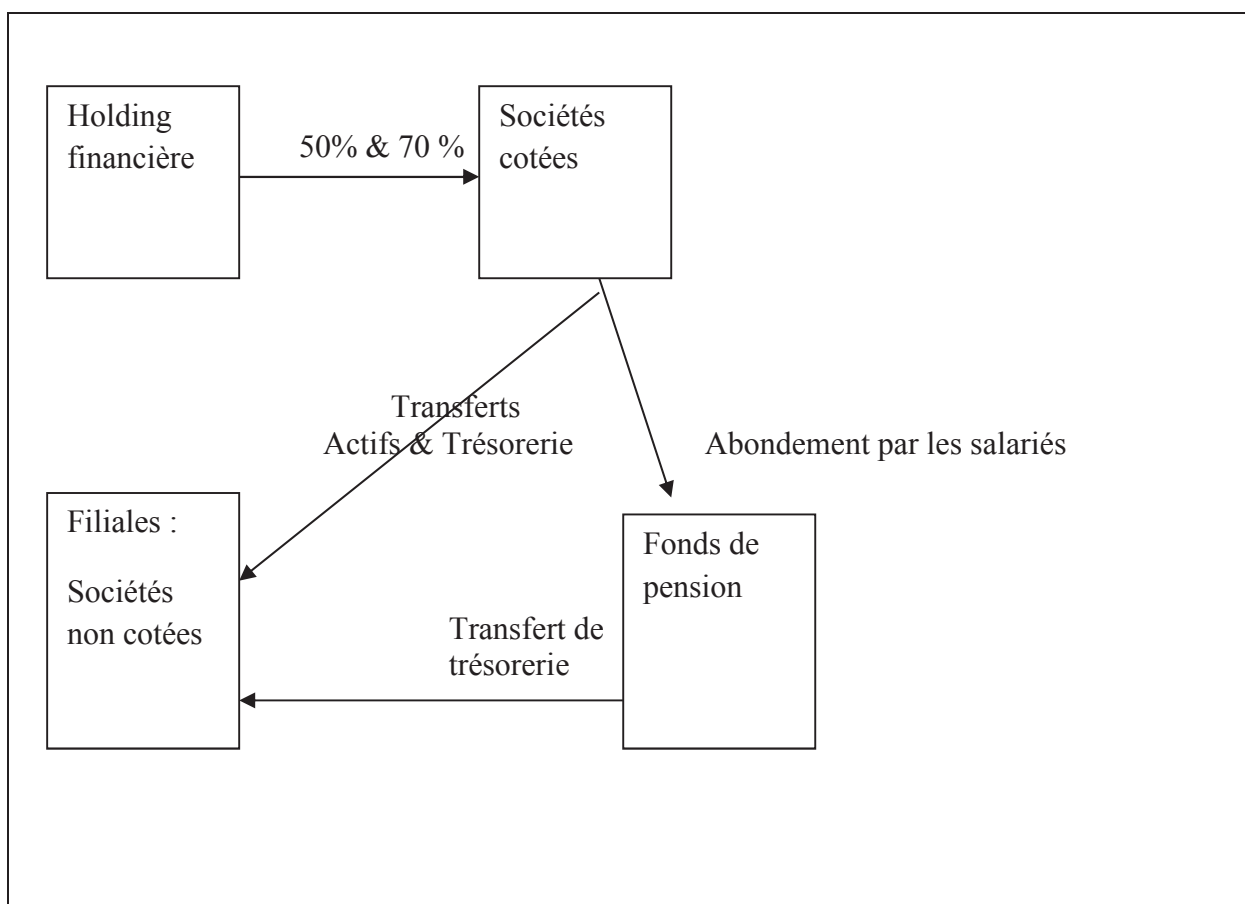 Holding
financière
50% & 70 %
Sociétés
cotées
Transferts
Actifs & Trésorerie
Abondement par les salariés
Filiales :
Sociétés
non cotées
Transfert de
trésorerie
Fonds de
pension